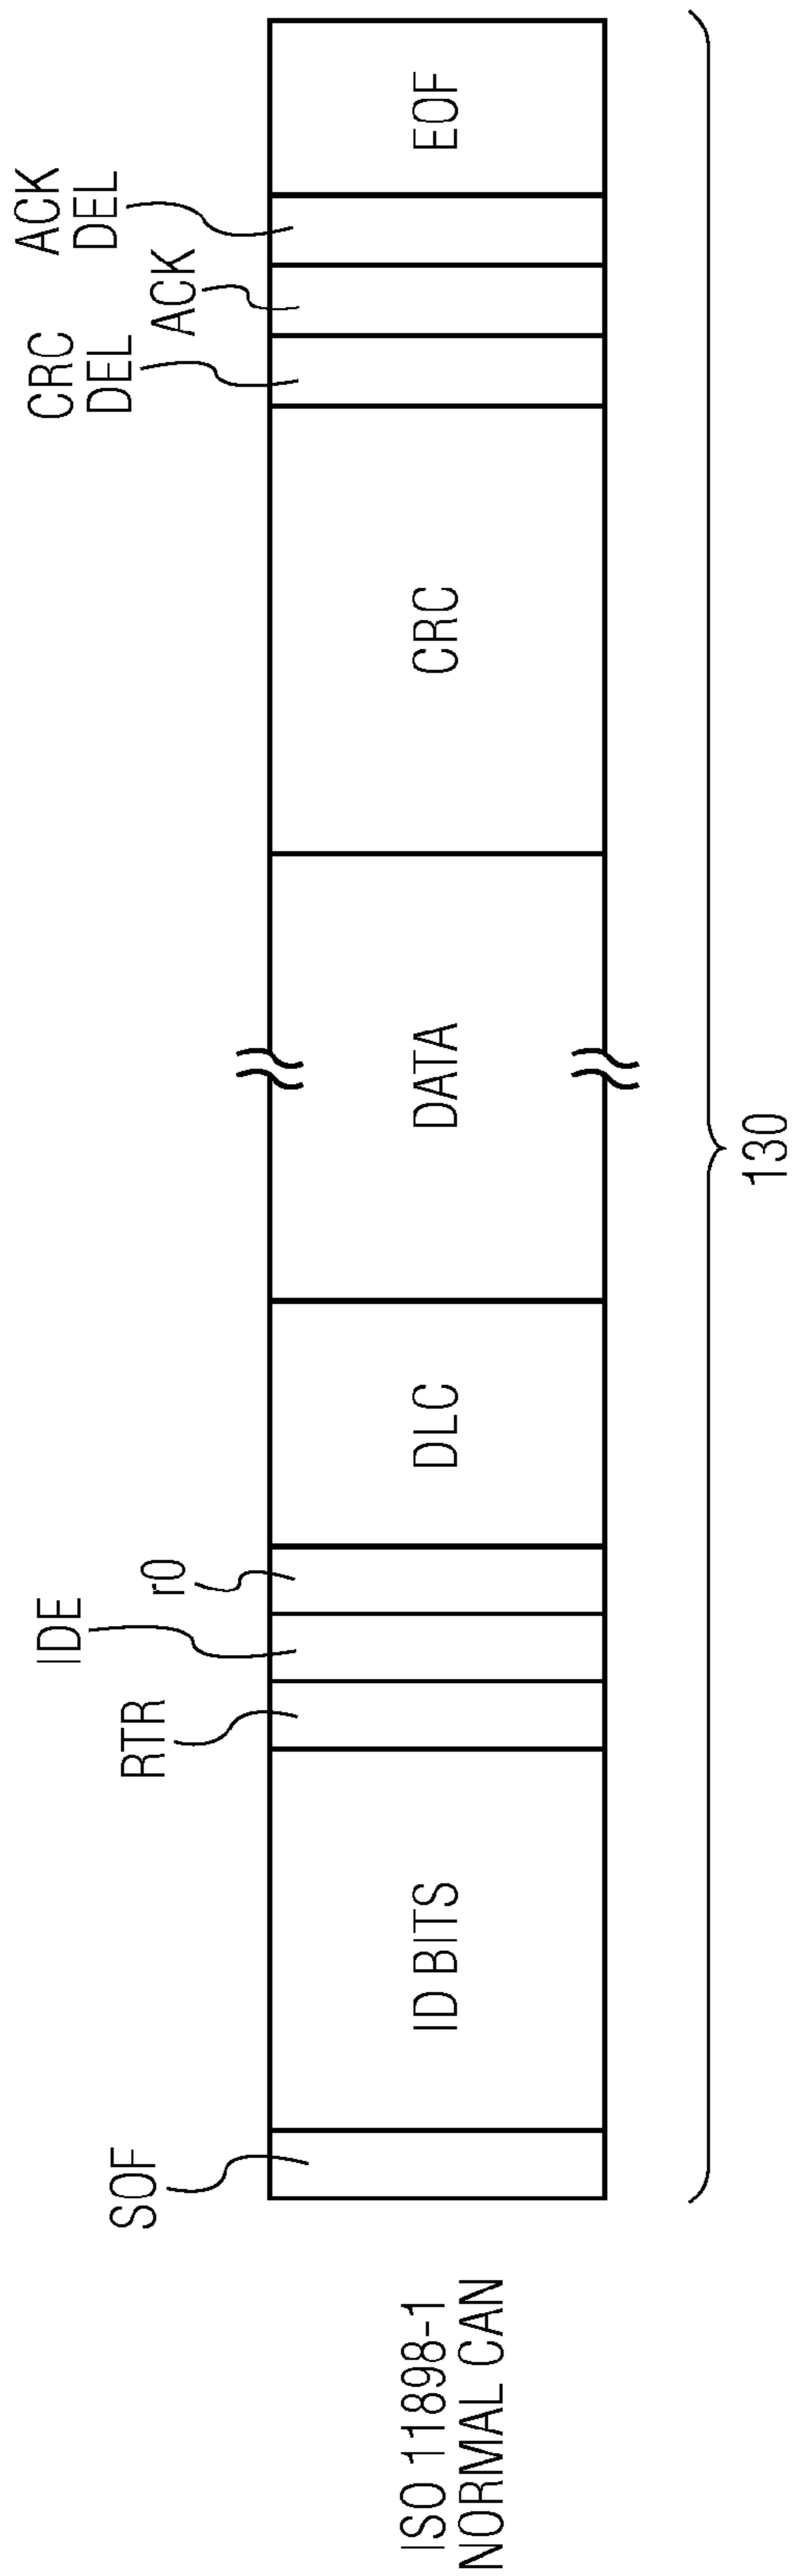 ISO 11898-1
NORMAL CAN
SOF
ID BITS
RTR
IDE
r0
DLC
DATA
CRC
CRC
DEL
ACK
ACK
DEL
EOF
130